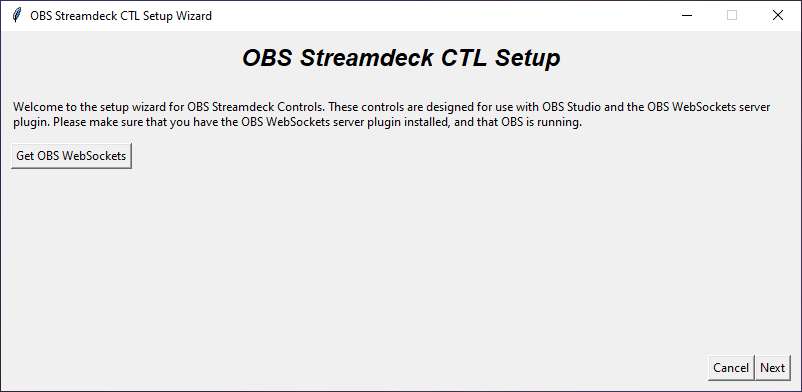 OBS Streamdeck CTL Setup Wizard
OBS Streamdeck CTL Setup
Welcome to the setup wizard for OBS Streamdeck Controls. These controls are designed for use with OBS Studio and the OBS WebSockets server
plugin. Please make sure that you have the OBS WebSockets server plugin installed, and that OBS is running.
Get OBS WebSockets
Cancel Next